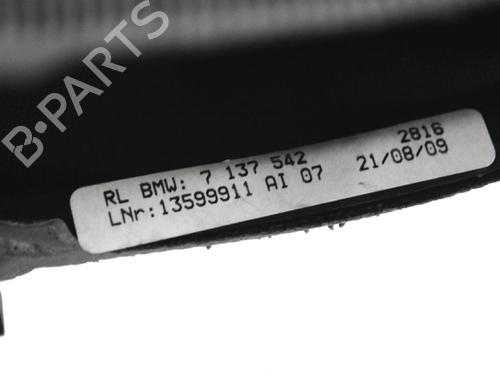 B-PARTS
RL BMW: 7 137 542 2816
LNr:13599911 AI 07 21/08/09